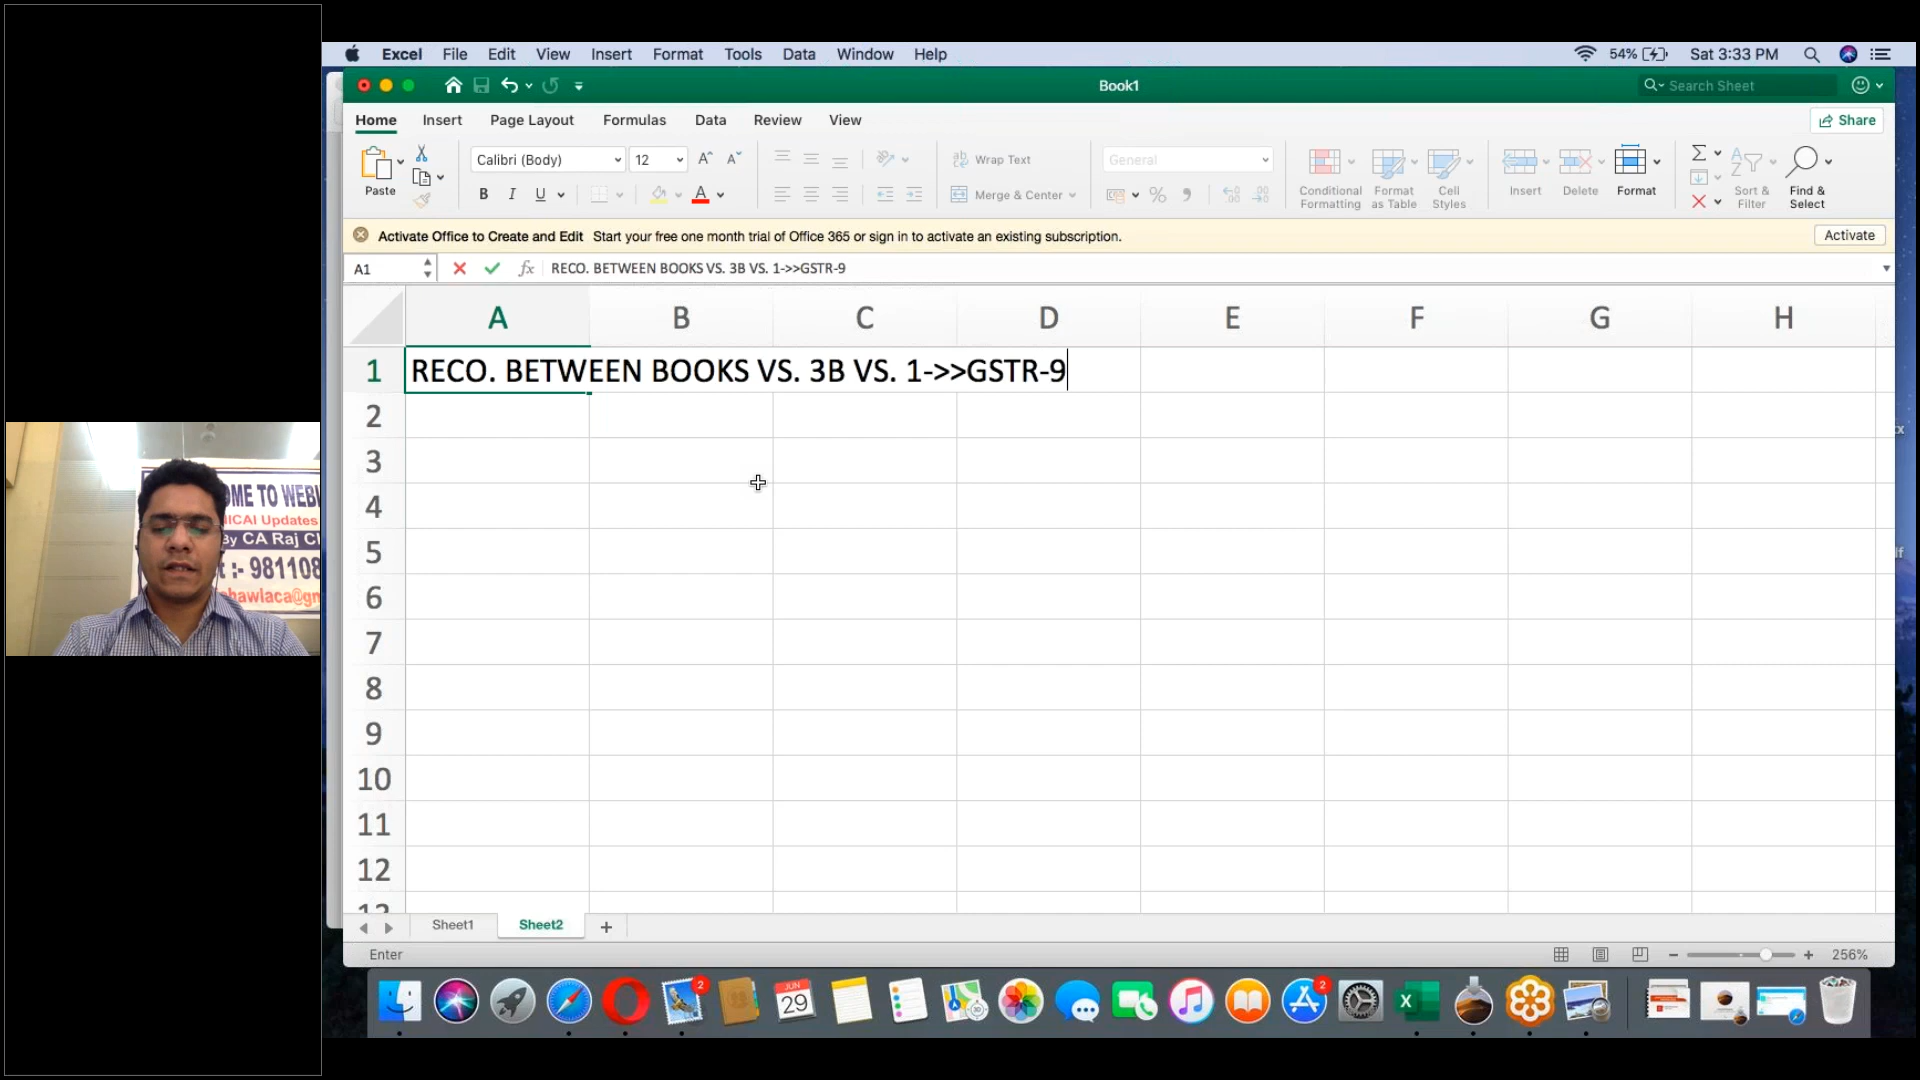 Excel File Edit View Insert Format Tools Data Window Help 54% Sat 3:33 PM
Book1 Search Sheet
Home Insert Page Layout Formulas Data Review View Share
Paste Calibri (Body) 12 Wrap Text General
B I U A Merge & Center % Conditional Formatting Format as Table Cell Styles Insert Delete Format Sort & Filter Find & Select
Activate Office to Create and Edit Start your free one month trial of Office 365 or sign in to activate an existing subscription. Activate
A1 fx RECO. BETWEEN BOOKS VS. 3B VS. 1->>GSTR-9
A B C D E F G H
1 RECO. BETWEEN BOOKS VS. 3B VS. 1->>GSTR-9
2
3
4
5
6
7
8
9
10
11
12
13
Sheet1 Sheet2 +
Enter 256%
TO
ICAI Updates
By CA Raj
:- 981108
2 JUN 29 2